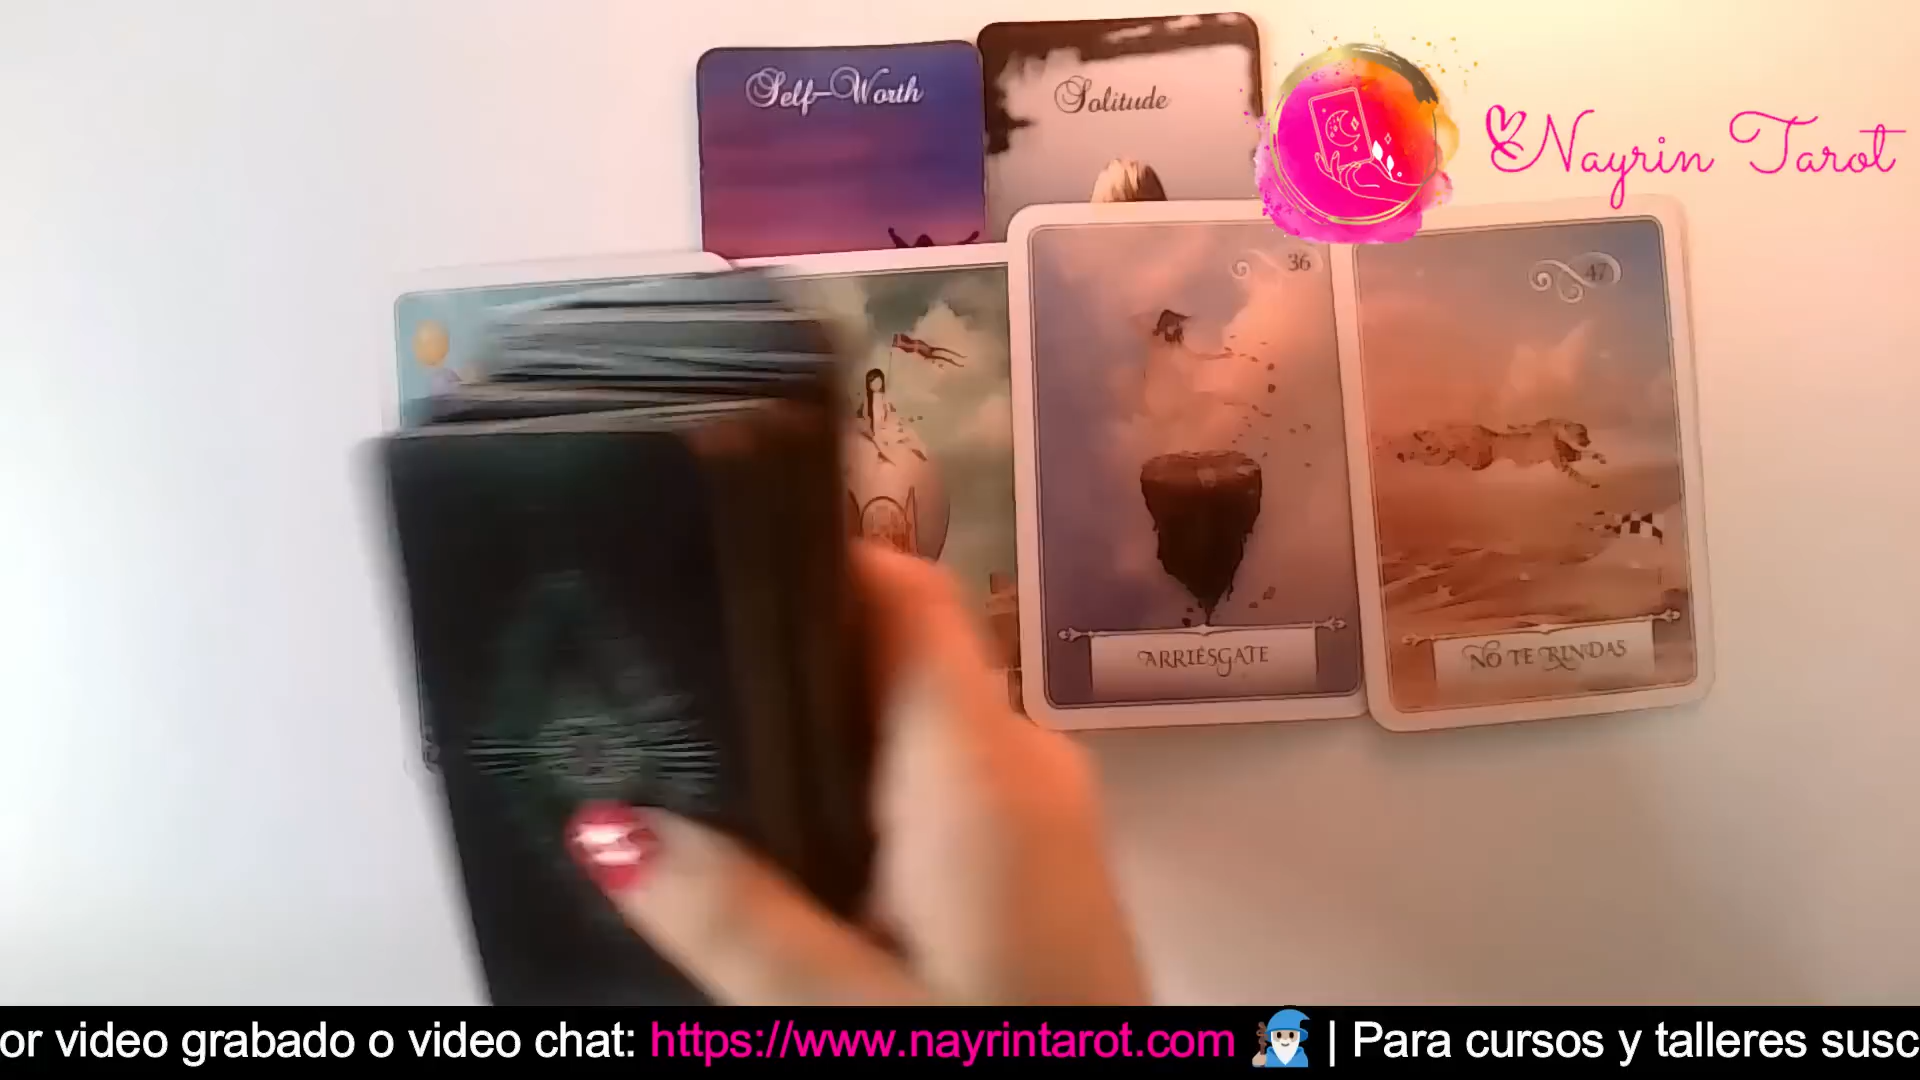 Self-Worth
Solitude
Nayrin Tarot
36
47
ARRIÉSGATE
NO TE RINDAS
or video grabado o video chat: https://www.nayrintarot.com | Para cursos y talleres susc